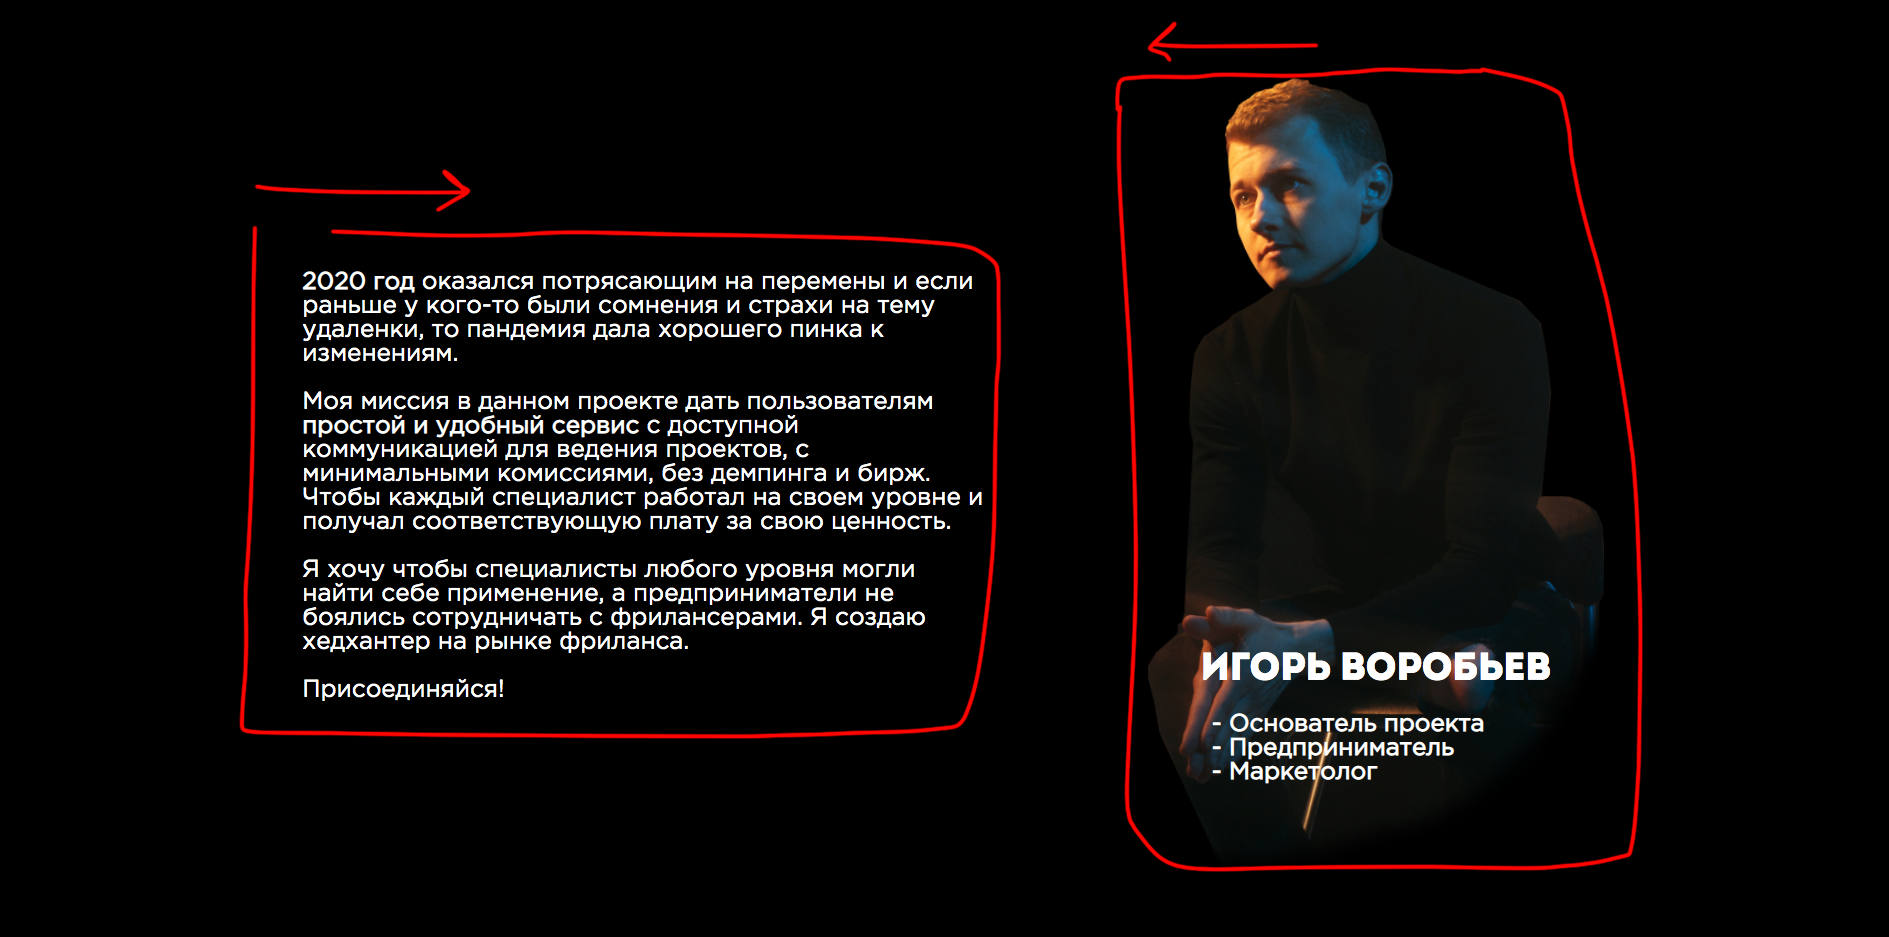 2020 год оказался потрясающим на перемены и если
раньше у кого-то были сомнения и страхи на тему
удаленки, то пандемия дала хорошего пинка к
изменениям.
Моя миссия в данном проекте дать пользователям
простой и удобный сервис с доступной
коммуникацией для ведения проектов, с
минимальными комиссиями, без демпинга и бирж.
Чтобы каждый специалист работал на своем уровне и
получал соответствующую плату за свою ценность.
Я хочу чтобы специалисты любого уровня могли
найти себе применение, а предприниматели не
боялись сотрудничать с фрилансерами. Я создаю
хедхантер на рынке фриланса.
Присоединяйся!
ИГОРЬ ВОРОБЬЕВ
- Основатель проекта
- Предприниматель
- Маркетолог